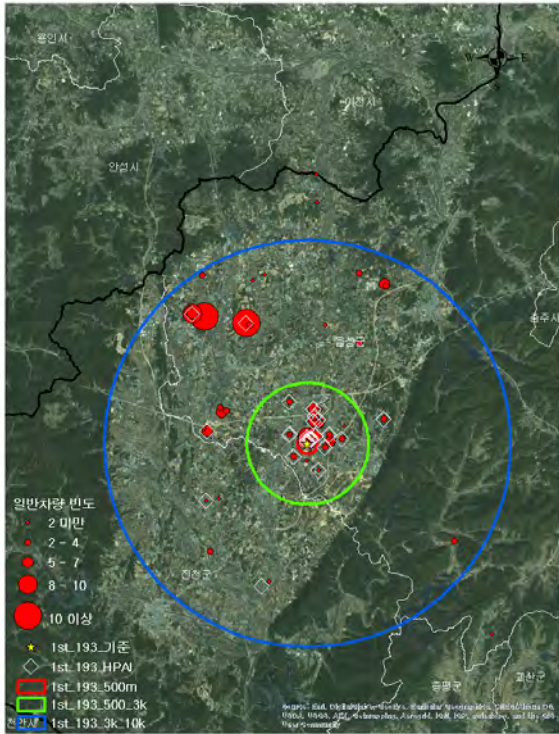 용인시
W E
이천시
안성시
충주시
음성군
일반차량 빈도
2 미만
2 - 4
5 - 7
8 - 10
10 이상
진천군
1st_193_기준
1st_193_HPAI
1st_193_500m
증평군
괴산군
1st_193_500_3k
천안시
1st_193_3k_10k